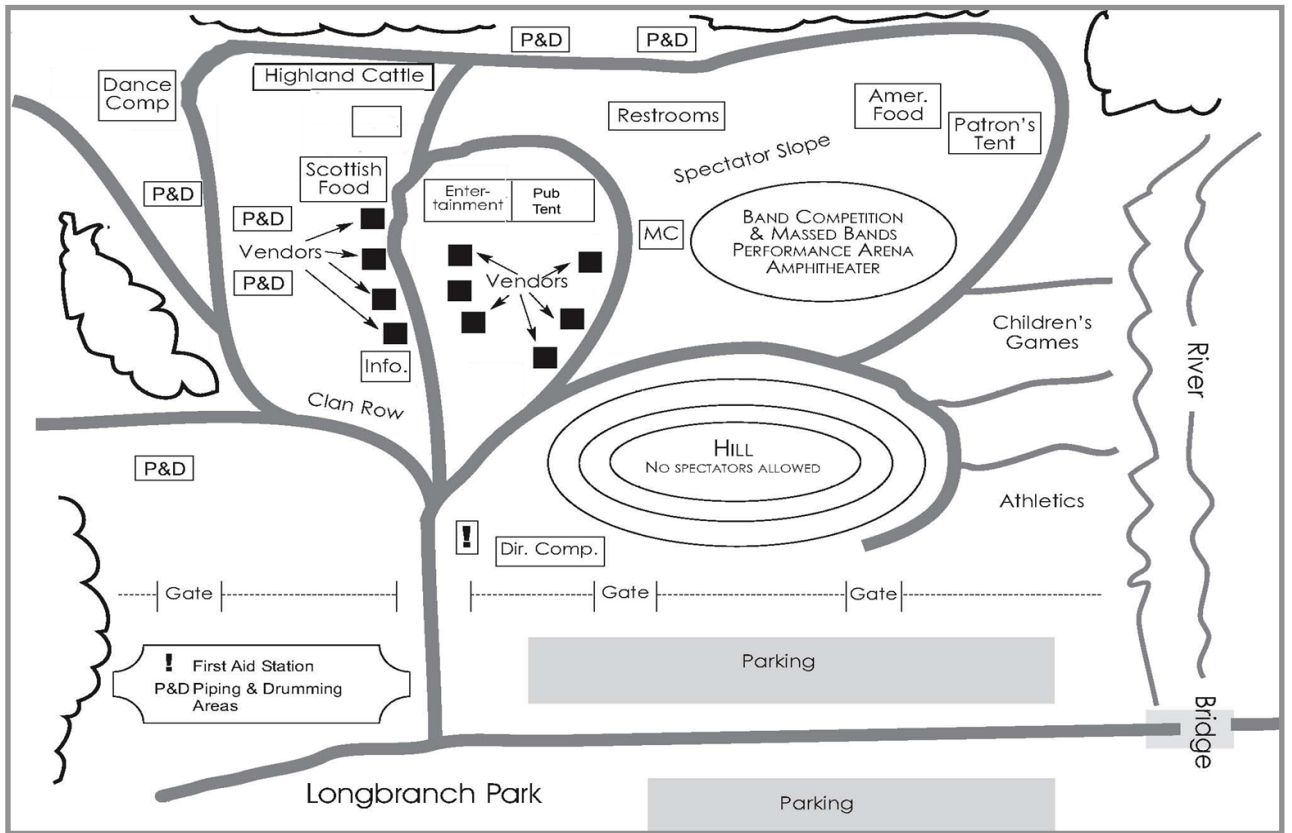 P&D
P&D
Dance
Comp
Highland Cattle
Restrooms
Amer.
Food
Patron's
Tent
Spectator Slope
Scottish
Food
P&D
P&D
Enter-
tainment
Pub
Tent
Vendors
P&D
MC
BAND COMPETITION
& MASSED BANDS
PERFORMANCE ARENA
AMPHITHEATER
Vendors
Children's
Games
River
Info.
Clan Row
P&D
HILL
NO SPECTATORS ALLOWED
Athletics
!
Dir. Comp.
Gate
Gate
Gate
! First Aid Station
P&D Piping & Drumming
Areas
Parking
Bridge
Longbranch Park
Parking